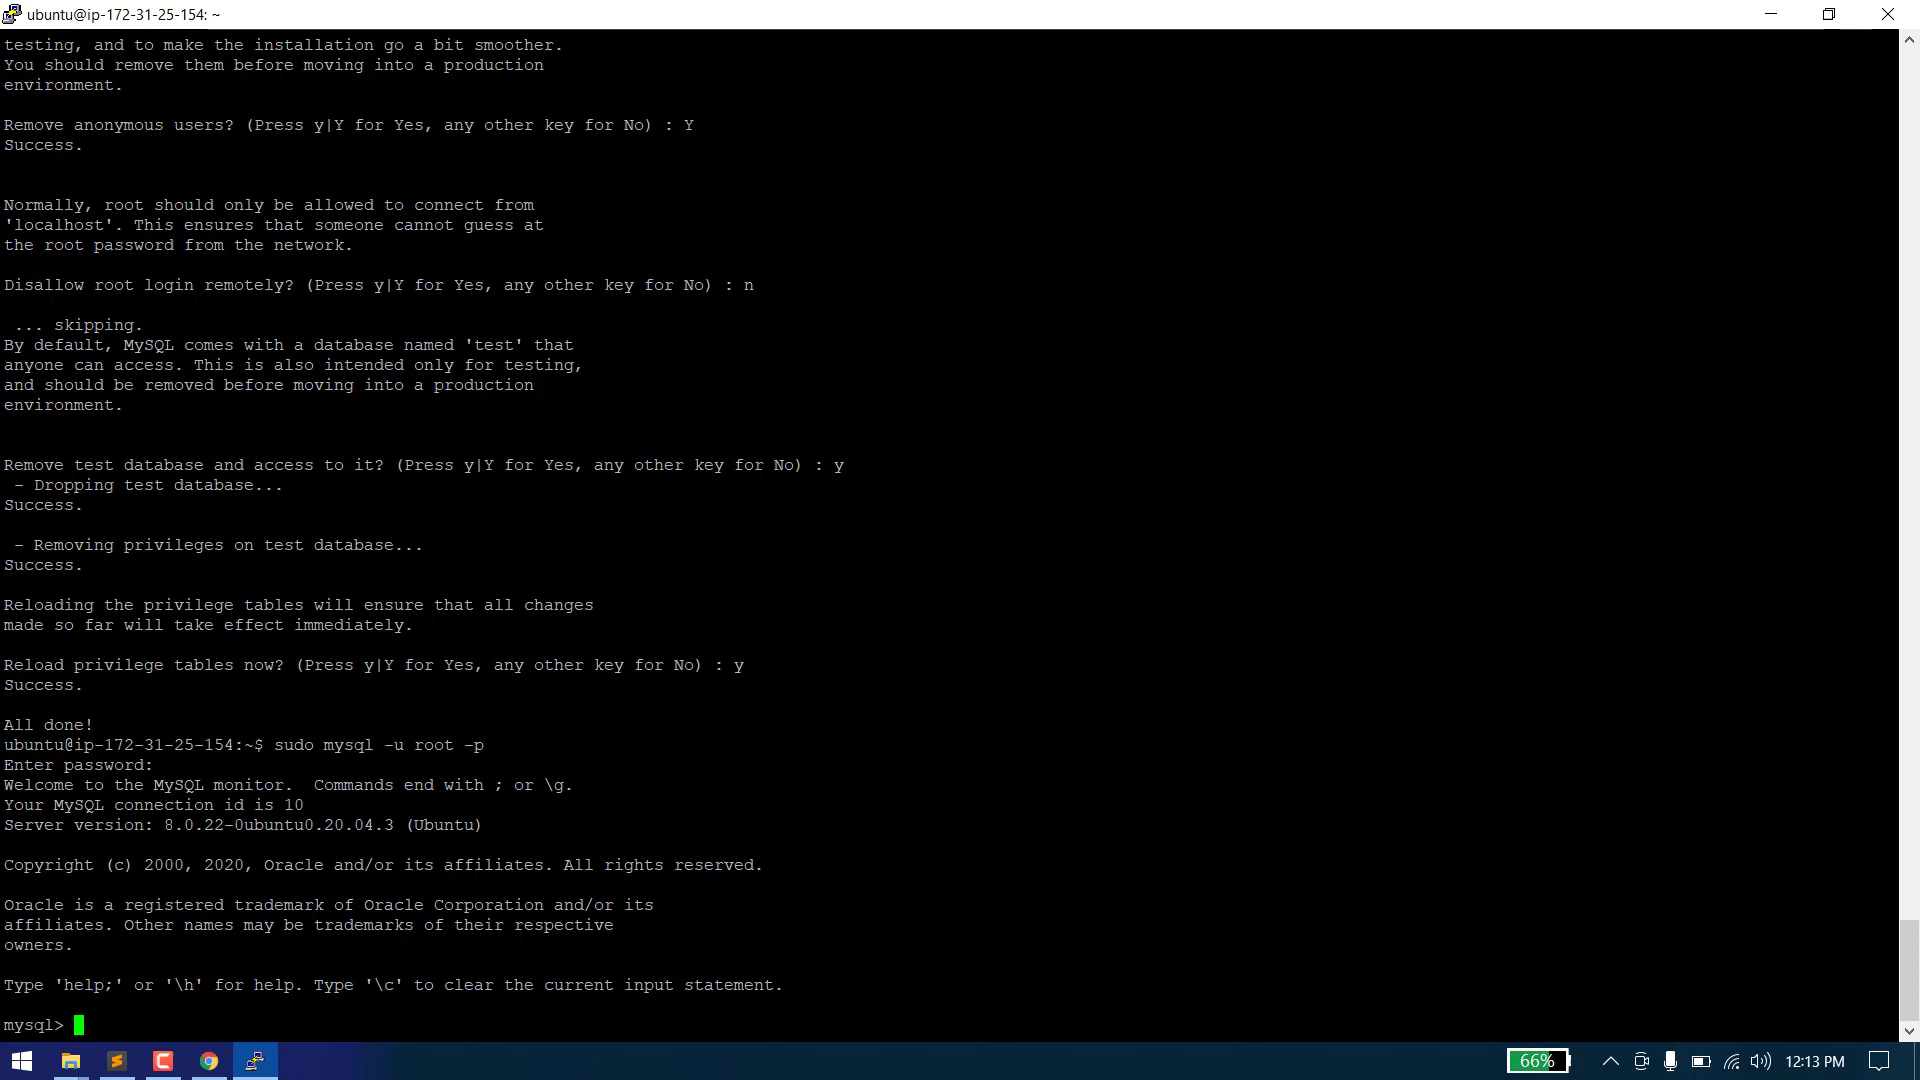 ubuntu@ip-172-31-25-154: ~
testing, and to make the installation go a bit smoother.
You should remove them before moving into a production
environment.
Remove anonymous users? (Press y|Y for Yes, any other key for No) : Y
Success.
Normally, root should only be allowed to connect from
'localhost'. This ensures that someone cannot guess at
the root password from the network.
Disallow root login remotely? (Press y|Y for Yes, any other key for No) : n
 ... skipping.
By default, MySQL comes with a database named 'test' that
anyone can access. This is also intended only for testing,
and should be removed before moving into a production
environment.
Remove test database and access to it? (Press y|Y for Yes, any other key for No) : y
 - Dropping test database...
Success.
 - Removing privileges on test database...
Success.
Reloading the privilege tables will ensure that all changes
made so far will take effect immediately.
Reload privilege tables now? (Press y|Y for Yes, any other key for No) : y
Success.
All done!
ubuntu@ip-172-31-25-154:~$ sudo mysql -u root -p
Enter password:
Welcome to the MySQL monitor.  Commands end with ; or \g.
Your MySQL connection id is 10
Server version: 8.0.22-0ubuntu0.20.04.3 (Ubuntu)
Copyright (c) 2000, 2020, Oracle and/or its affiliates. All rights reserved.
Oracle is a registered trademark of Oracle Corporation and/or its
affiliates. Other names may be trademarks of their respective
owners.
Type 'help;' or '\h' for help. Type '\c' to clear the current input statement.
mysql>
66%
12:13 PM